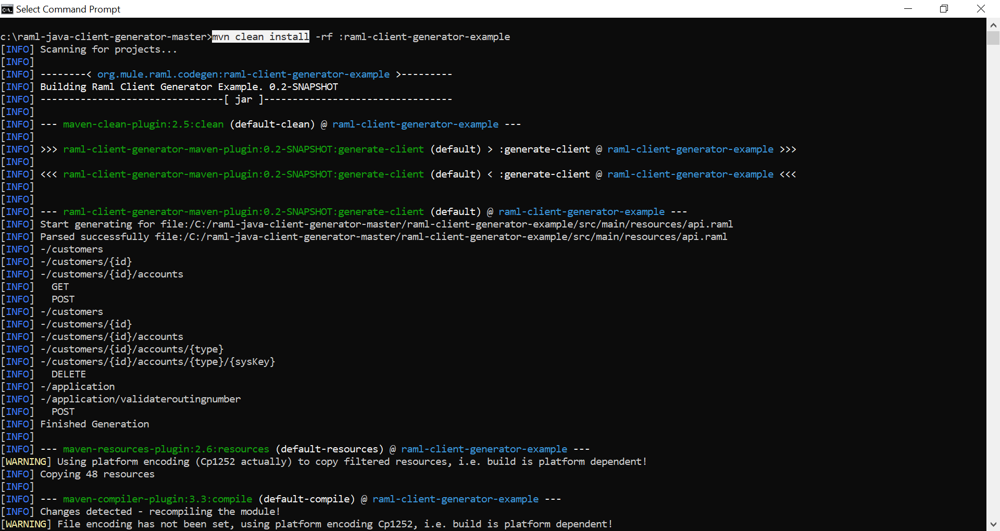 Select Command Prompt
c:\raml-java-client-generator-master>mvn clean install -rf :raml-client-generator-example
[INFO] Scanning for projects...
[INFO]
[INFO] --------< org.mule.raml.codegen:raml-client-generator-example >---------
[INFO] Building Raml Client Generator Example. 0.2-SNAPSHOT
[INFO] --------------------------------[ jar ]---------------------------------
[INFO]
[INFO] --- maven-clean-plugin:2.5:clean (default-clean) @ raml-client-generator-example ---
[INFO]
[INFO] >>> raml-client-generator-maven-plugin:0.2-SNAPSHOT:generate-client (default) > :generate-client @ raml-client-generator-example >>>
[INFO]
[INFO] <<< raml-client-generator-maven-plugin:0.2-SNAPSHOT:generate-client (default) < :generate-client @ raml-client-generator-example <<<
[INFO]
[INFO]
[INFO] --- raml-client-generator-maven-plugin:0.2-SNAPSHOT:generate-client (default) @ raml-client-generator-example ---
[INFO] Start generating for file:/C:/raml-java-client-generator-master/raml-client-generator-example/src/main/resources/api.raml
[INFO] Parsed successfully file:/C:/raml-java-client-generator-master/raml-client-generator-example/src/main/resources/api.raml
[INFO] -/customers
[INFO] -/customers/{id}
[INFO] -/customers/{id}/accounts
[INFO]   GET
[INFO]   POST
[INFO] -/customers
[INFO] -/customers/{id}
[INFO] -/customers/{id}/accounts
[INFO] -/customers/{id}/accounts/{type}
[INFO] -/customers/{id}/accounts/{type}/{sysKey}
[INFO]   DELETE
[INFO] -/application
[INFO] -/application/validateroutingnumber
[INFO]   POST
[INFO] Finished Generation
[INFO]
[INFO] --- maven-resources-plugin:2.6:resources (default-resources) @ raml-client-generator-example ---
[WARNING] Using platform encoding (Cp1252 actually) to copy filtered resources, i.e. build is platform dependent!
[INFO] Copying 48 resources
[INFO]
[INFO] --- maven-compiler-plugin:3.3:compile (default-compile) @ raml-client-generator-example ---
[INFO] Changes detected - recompiling the module!
[WARNING] File encoding has not been set, using platform encoding Cp1252, i.e. build is platform dependent!